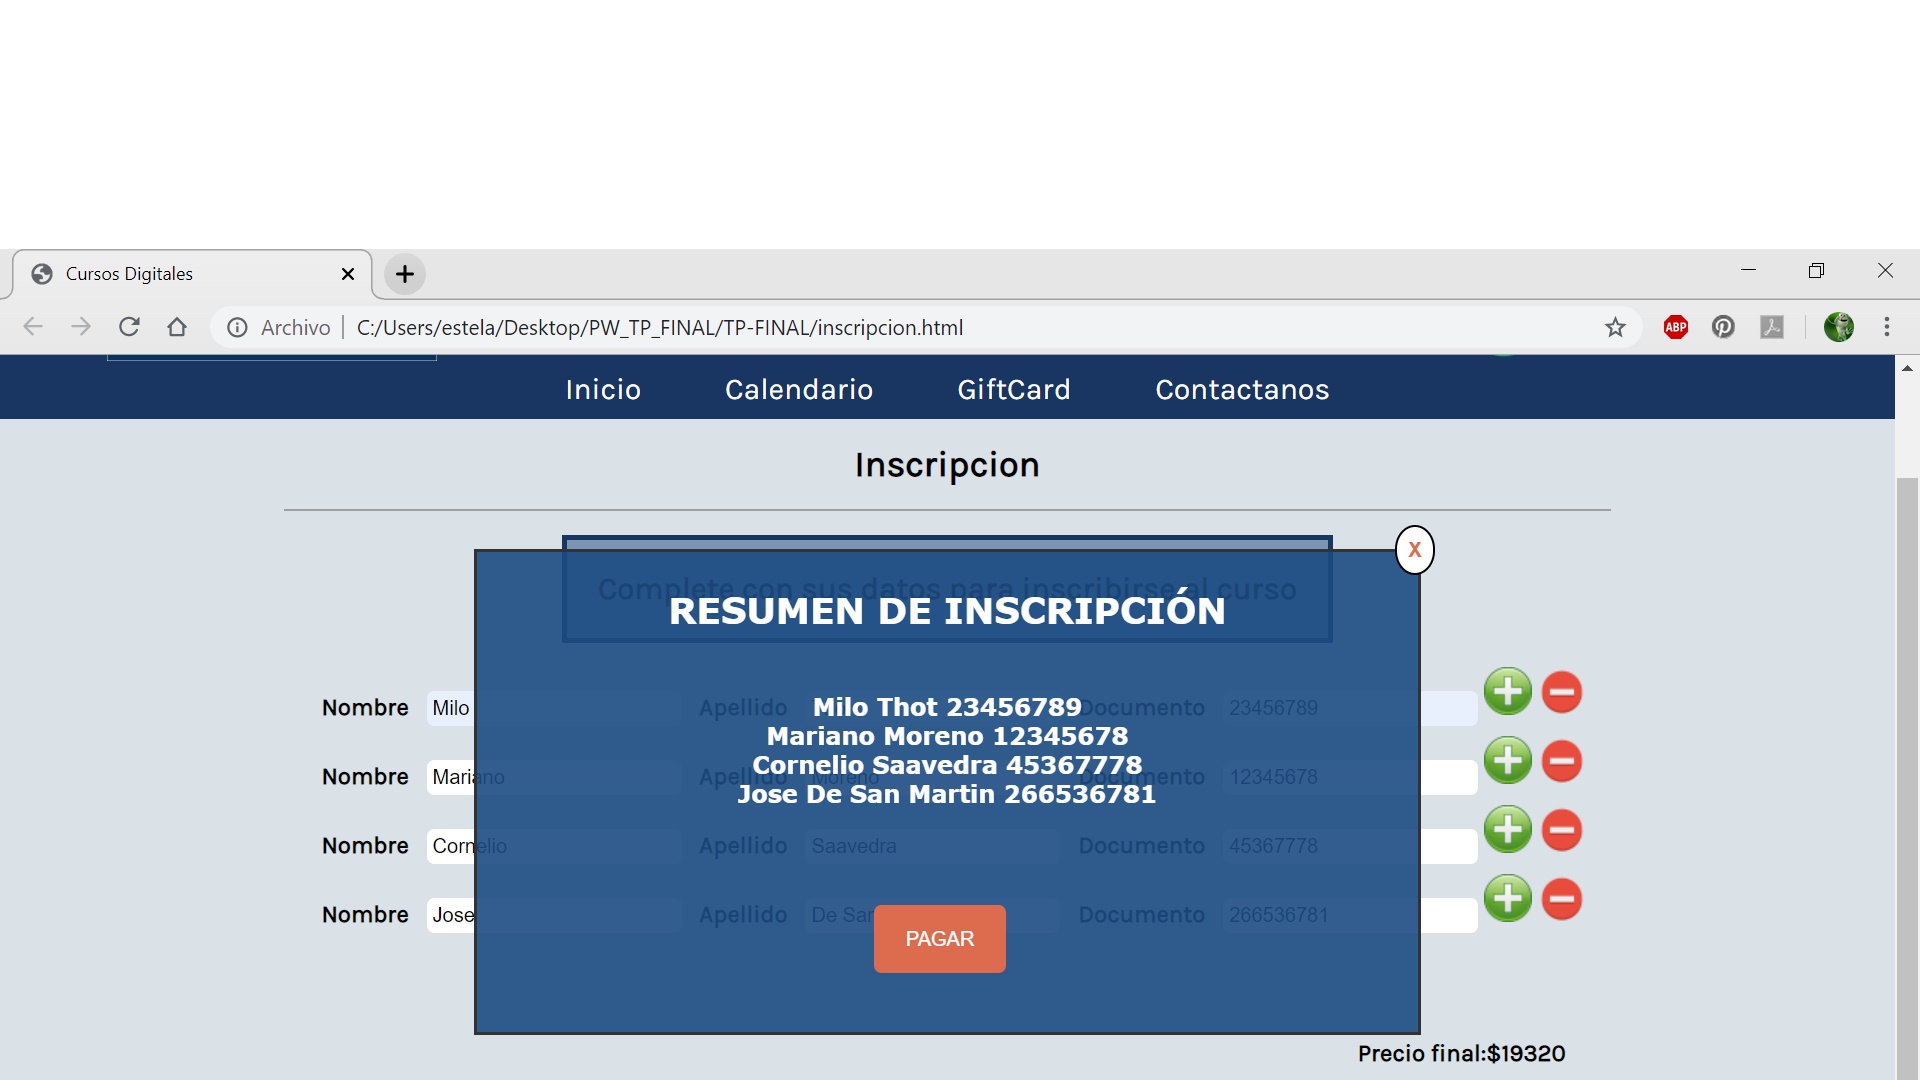 Cursos Digitales
Archivo C:/Users/estela/Desktop/PW_TP_FINAL/TP-FINAL/inscripcion.html
ABP
Inicio Calendario GiftCard Contactanos
Inscripcion
X
Complete con sus datos para inscribirse al curso
RESUMEN DE INSCRIPCIÓN
Milo Thot 23456789
Mariano Moreno 12345678
Cornelio Saavedra 45367778
Jose De San Martin 266536781
Nombre Milo Apellido Documento 23456789
Nombre Mariano Apellido Moreno Documento 12345678
Nombre Cornelio Apellido Saavedra Documento 45367778
Nombre Jose Apellido De San Documento 266536781
PAGAR
Precio final:$19320